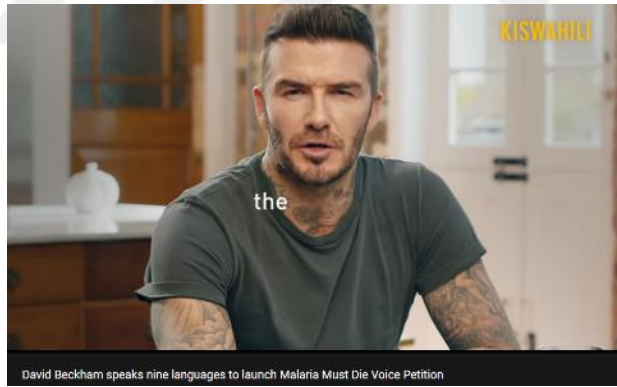 KISWAHILI
the
David Beckham speaks nine languages to launch Malaria Must Die Voice Petition